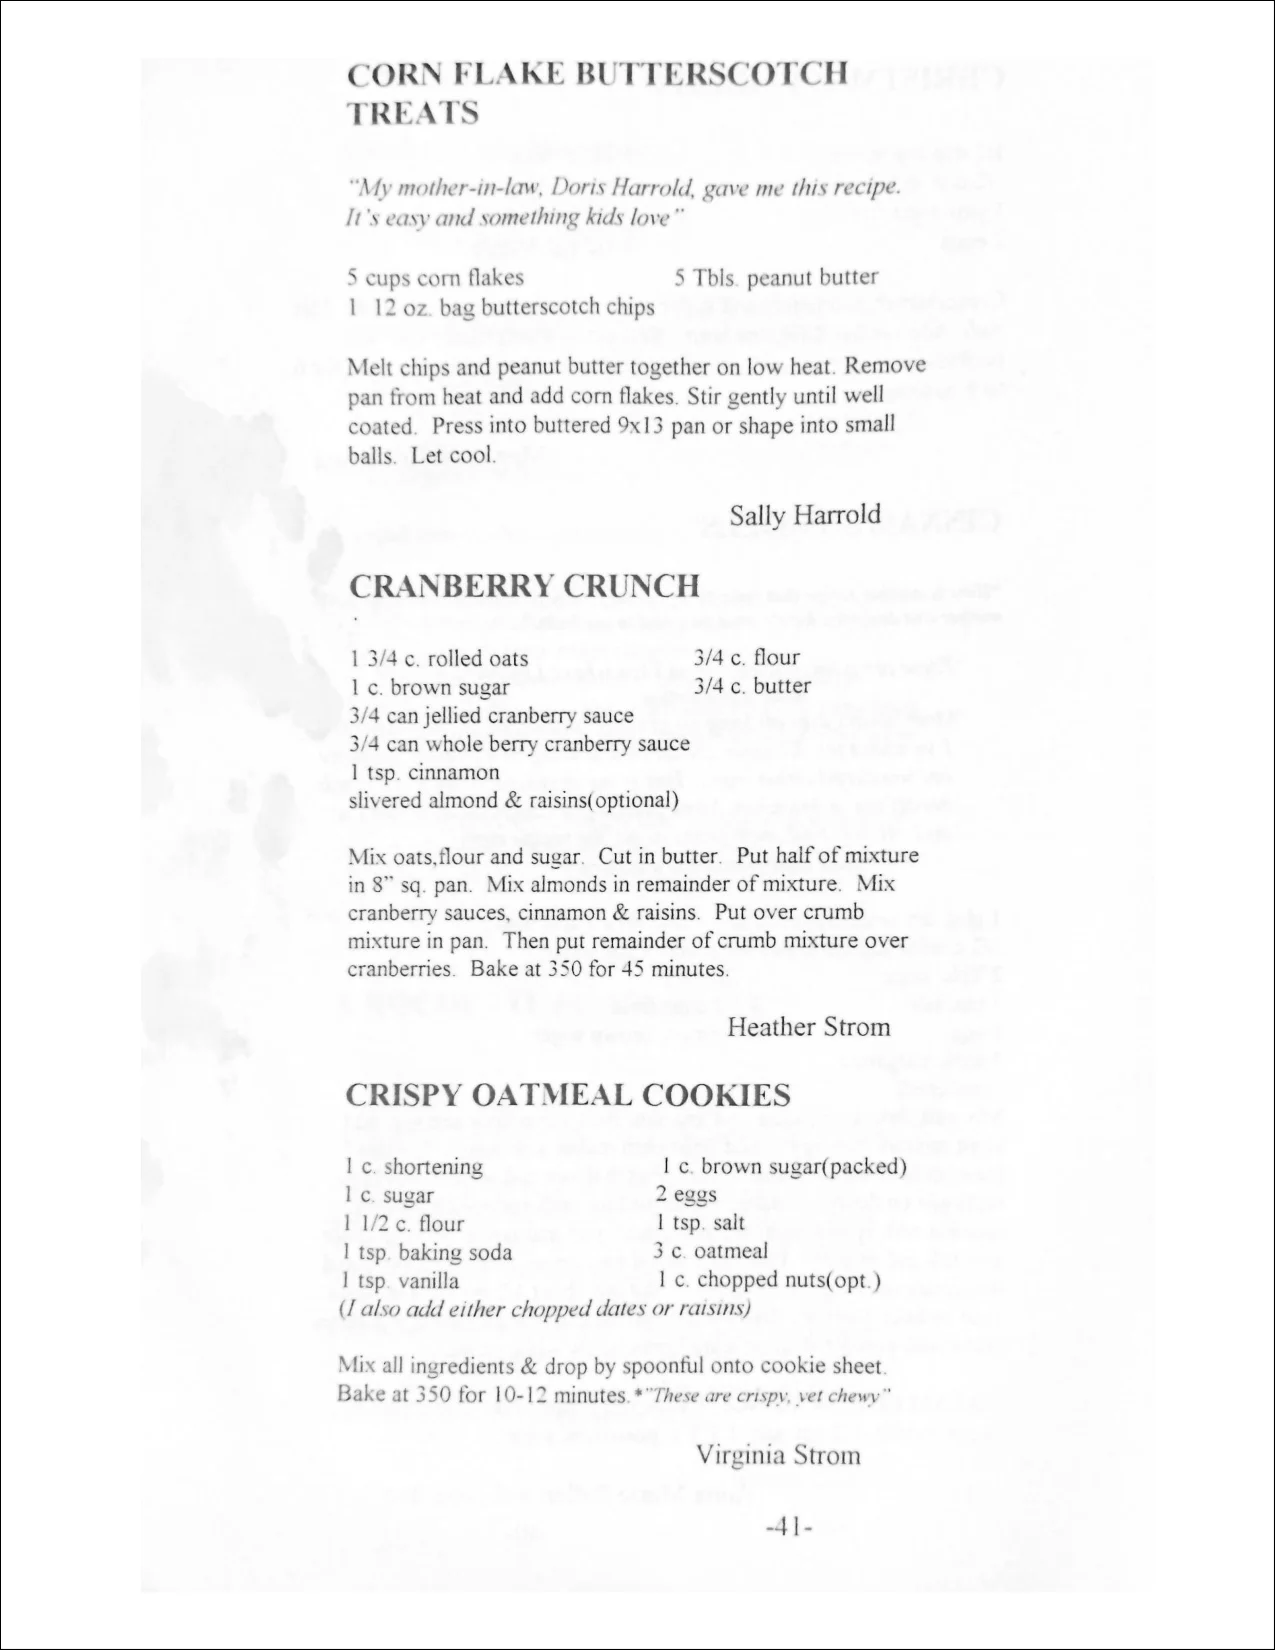 CORN FLAKE BUTTERSCOTCH
TREATS
"My mother-in-law, Doris Harrold, gave me this recipe.
It's easy and something kids love"
5 cups corn flakes 5 Tbls. peanut butter
1 12 oz. bag butterscotch chips
Melt chips and peanut butter together on low heat. Remove
pan from heat and add corn flakes. Stir gently until well
coated. Press into buttered 9x13 pan or shape into small
balls. Let cool.
Sally Harrold
CRANBERRY CRUNCH
1 3/4 c. rolled oats 3/4 c. flour
1 c. brown sugar 3/4 c. butter
3/4 can jellied cranberry sauce
3/4 can whole berry cranberry sauce
1 tsp. cinnamon
slivered almond & raisins(optional)
Mix oats,flour and sugar. Cut in butter. Put half of mixture
in 8" sq. pan. Mix almonds in remainder of mixture. Mix
cranberry sauces, cinnamon & raisins. Put over crumb
mixture in pan. Then put remainder of crumb mixture over
cranberries. Bake at 350 for 45 minutes.
Heather Strom
CRISPY OATMEAL COOKIES
1 c. shortening 1 c. brown sugar(packed)
1 c. sugar 2 eggs
1 1/2 c. flour 1 tsp. salt
1 tsp. baking soda 3 c. oatmeal
1 tsp. vanilla 1 c. chopped nuts(opt.)
(I also add either chopped dates or raisins)
Mix all ingredients & drop by spoonful onto cookie sheet.
Bake at 350 for 10-12 minutes. *"These are crispy, yet chewy"
Virginia Strom
-41-